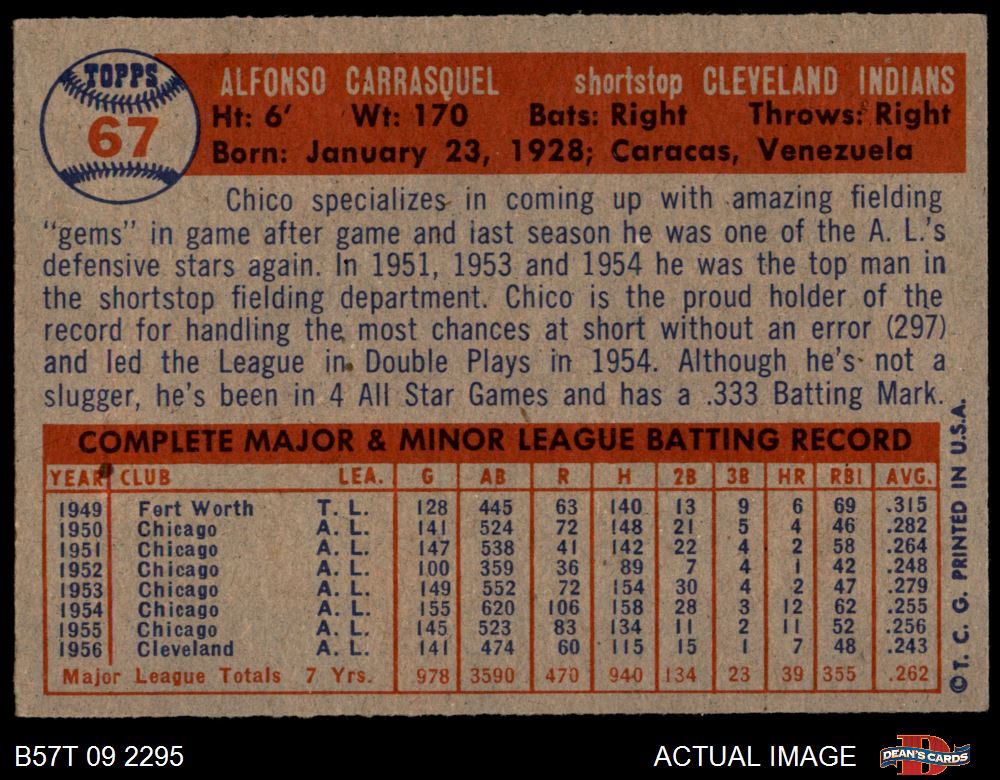 TOPPS
67
ALFONSO CARRASQUEL shortstop CLEVELAND INDIANS
Ht: 6' Wt: 170 Bats: Right Throws: Right
Born: January 23, 1928; Caracas, Venezuela
Chico specializes in coming up with amazing fielding
"gems" in game after game and last season he was one of the A. L.'s
defensive stars again. In 1951, 1953 and 1954 he was the top man in
the shortstop fielding department. Chico is the proud holder of the
record for handling the most chances at short without an error (297)
and led the League in Double Plays in 1954. Although he's not a
slugger, he's been in 4 All Star Games and has a .333 Batting Mark.
COMPLETE MAJOR & MINOR LEAGUE BATTING RECORD
YEAR CLUB LEA. G AB R H 2B 3B HR RBI AVG.
1949 Fort Worth T. L. 128 445 63 140 13 9 6 69 .315
1950 Chicago A. L. 141 524 72 148 21 5 4 46 .282
1951 Chicago A. L. 147 538 41 142 22 4 2 58 .264
1952 Chicago A. L. 100 359 36 89 7 4 1 42 .248
1953 Chicago A. L. 149 552 72 154 30 4 2 47 .279
1954 Chicago A. L. 155 620 106 158 28 3 12 62 .255
1955 Chicago A. L. 145 523 83 134 11 2 11 52 .256
1956 Cleveland A. L. 141 474 60 115 15 1 7 48 .243
Major League Totals 7 Yrs. 978 3590 470 940 134 23 39 355 .262
©T. C. G. PRINTED IN U.S.A.
B57T 09 2295 ACTUAL IMAGE DEAN'S CARDS